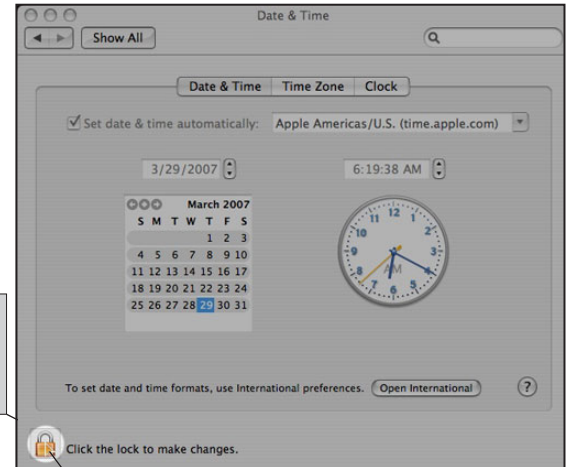 Date & Time
Show All
Date & Time Time Zone Clock
Set date & time automatically: Apple Americas/U.S. (time.apple.com)
3/29/2007 6:19:38 AM
March 2007
S M T W T F S
1 2 3
4 5 6 7 8 9 10
11 12 13 14 15 16 17
18 19 20 21 22 23 24
25 26 27 28 29 30 31
12
11 1
10 2
9 3
AM
8 4
7 6 5
To set date and time formats, use International preferences. Open International ?
Click the lock to make changes.